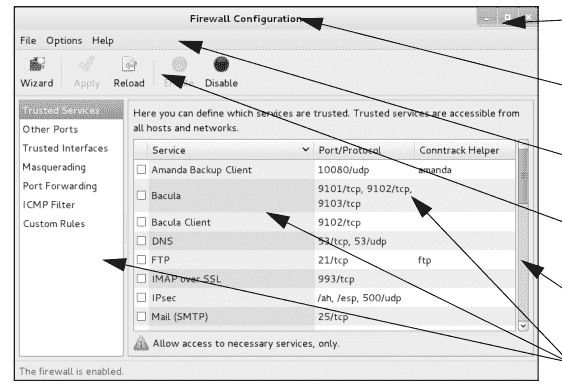 Firewall Configuration
File Options Help
Wizard Apply Reload Enable Disable
Trusted Services
Other Ports
Trusted Interfaces
Masquerading
Port Forwarding
ICMP Filter
Custom Rules
Here you can define which services are trusted. Trusted services are accessible from
all hosts and networks.
Service Port/Protocol Conntrack Helper
Amanda Backup Client 10080/udp amanda
Bacula 9101/tcp, 9102/tcp,
9103/tcp
Bacula Client 9102/tcp
DNS 53/tcp, 53/udp
FTP 21/tcp ftp
IMAP over SSL 993/tcp
IPsec /ah, /esp, 500/udp
Mail (SMTP) 25/tcp
Allow access to necessary services, only.
The firewall is enabled.